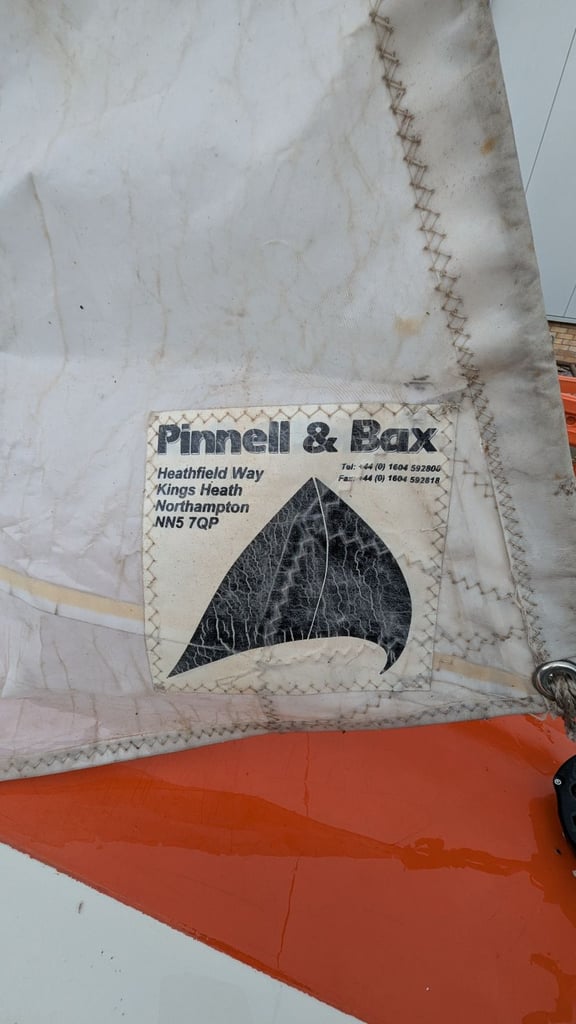 Pinnell & Bax
Heathfield Way
Kings Heath
Northampton
NN5 7QP
Tel: +44 (0) 1604 592808
Fax: +44 (0) 1604 592818